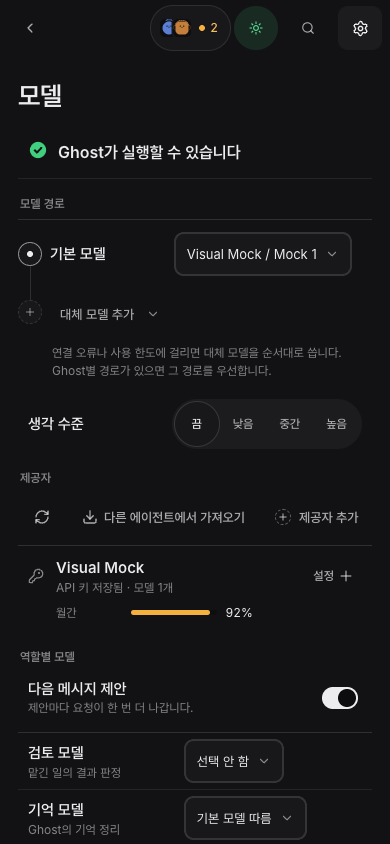 2
모델
Ghost가 실행할 수 있습니다
모델 경로
기본 모델
Visual Mock / Mock 1
대체 모델 추가
연결 오류나 사용 한도에 걸리면 대체 모델을 순서대로 씁니다.
Ghost별 경로가 있으면 그 경로를 우선합니다.
생각 수준
끔 낮음 중간 높음
제공자
다른 에이전트에서 가져오기 제공자 추가
Visual Mock
API 키 저장됨 · 모델 1개
설정
월간 92%
역할별 모델
다음 메시지 제안
제안마다 요청이 한 번 더 나갑니다.
검토 모델
맡긴 일의 결과 판정
선택 안 함
기억 모델
Ghost의 기억 정리
기본 모델 따름